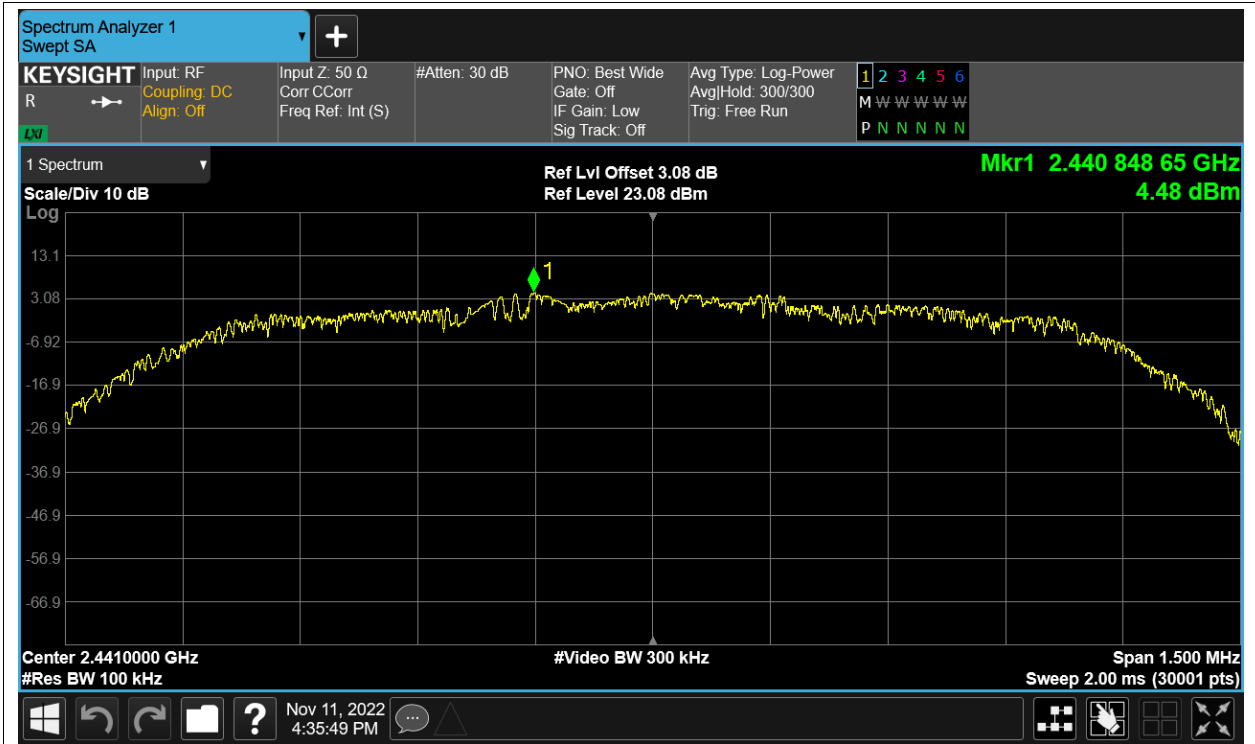 Spectrum Analyzer 1
Swept SA
KEYSIGHT
R
LXI
Input: RF
Coupling: DC
Align: Off
Input Z: 50 Ω
Corr CCorr
Freq Ref: Int (S)
#Atten: 30 dB
PNO: Best Wide
Gate: Off
IF Gain: Low
Sig Track: Off
Avg Type: Log-Power
Avg|Hold: 300/300
Trig: Free Run
1 2 3 4 5 6
M W W W W W
P N N N N N
1 Spectrum
Scale/Div 10 dB
Log
Ref Lvl Offset 3.08 dB
Ref Level 23.08 dBm
Mkr1 2.440 848 65 GHz
4.48 dBm
13.1
1
3.08
-6.92
-16.9
-26.9
-36.9
-46.9
-56.9
-66.9
Center 2.4410000 GHz
#Res BW 100 kHz
#Video BW 300 kHz
Span 1.500 MHz
Sweep 2.00 ms (30001 pts)
?
Nov 11, 2022
4:35:49 PM